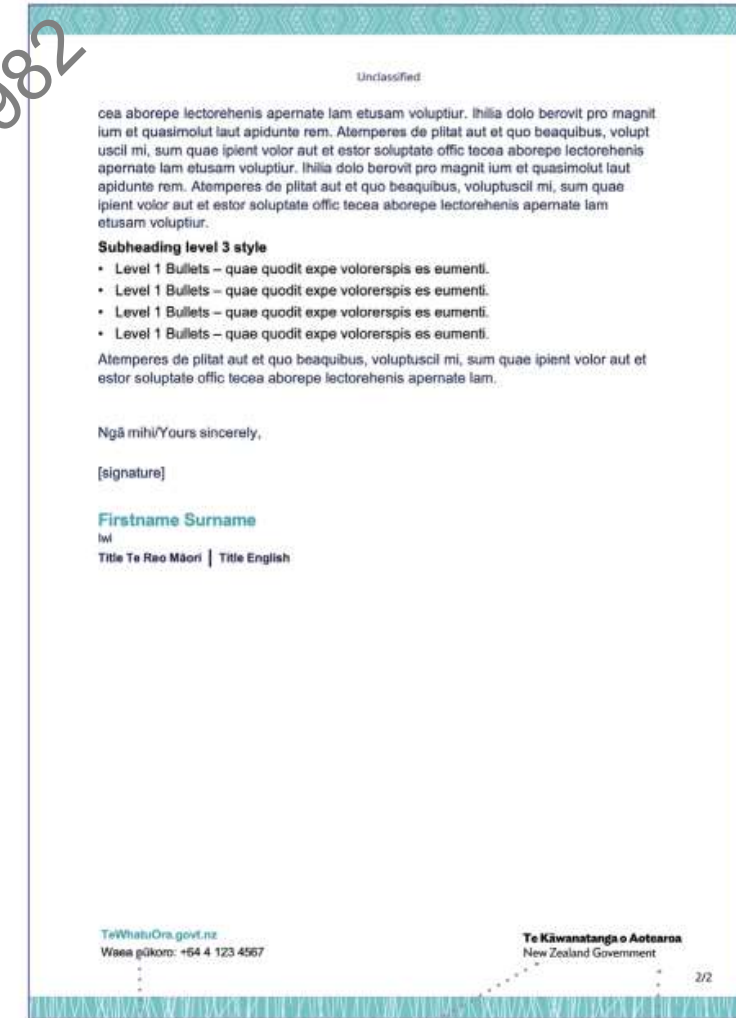 982
Unclassified
cea aborepe lectorehenis apernate lam etusam voluptiur. Ihilia dolo berovit pro magnit
ium et quasimolut laut apidunte rem. Atemperes de plitat aut et quo beaquibus, volupt
uscil mi, sum quae ipient volor aut et estor soluptate offic tecea aborepe lectorehenis
apernate lam etusam voluptiur. Ihilia dolo berovit pro magnit ium et quasimolut laut
apidunte rem. Atemperes de plitat aut et quo beaquibus, voluptuscil mi, sum quae
ipient volor aut et estor soluptate offic tecea aborepe lectorehenis apernate lam
etusam voluptiur.
Subheading level 3 style
• Level 1 Bullets – quae quodit expe volorerspis es eumenti.
• Level 1 Bullets – quae quodit expe volorerspis es eumenti.
• Level 1 Bullets – quae quodit expe volorerspis es eumenti.
• Level 1 Bullets – quae quodit expe volorerspis es eumenti.
Atemperes de plitat aut et quo beaquibus, voluptuscil mi, sum quae ipient volor aut et
estor soluptate offic tecea aborepe lectorehenis apernate lam.
Ngā mihi/Yours sincerely,
[signature]
Firstname Surname
Iwi
Title Te Reo Māori | Title English
TeWhatuOra.govt.nz
Waea pūkoro: +64 4 123 4567
Te Kāwanatanga o Aotearoa
New Zealand Government
2/2